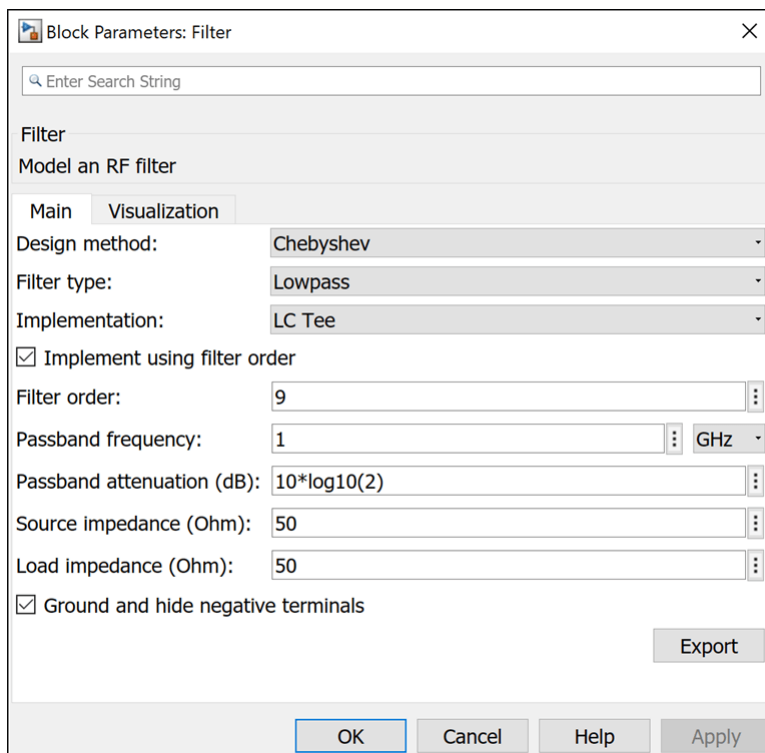 Block Parameters: Filter
Enter Search String
Filter
Model an RF filter
Main Visualization
Design method: Chebyshev
Filter type: Lowpass
Implementation: LC Tee
Implement using filter order
Filter order: 9
Passband frequency: 1 GHz
Passband attenuation (dB): 10*log10(2)
Source impedance (Ohm): 50
Load impedance (Ohm): 50
Ground and hide negative terminals
Export
OK Cancel Help Apply